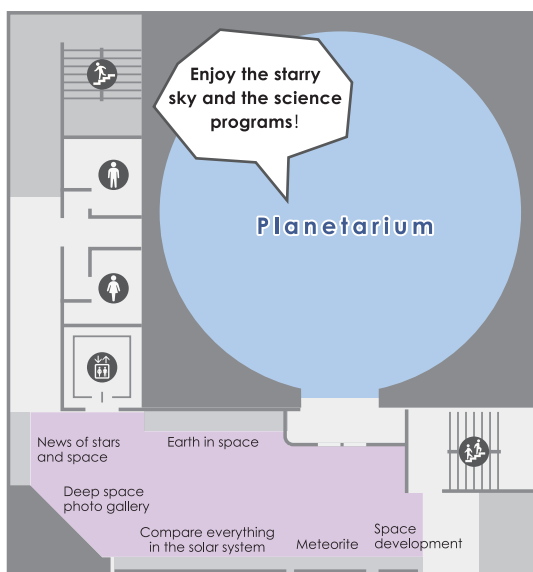 Enjoy the starry
sky and the science
programs!
Planetarium
News of stars
and space
Earth in space
Deep space
photo gallery
Compare everything
in the solar system
Meteorite
Space
development